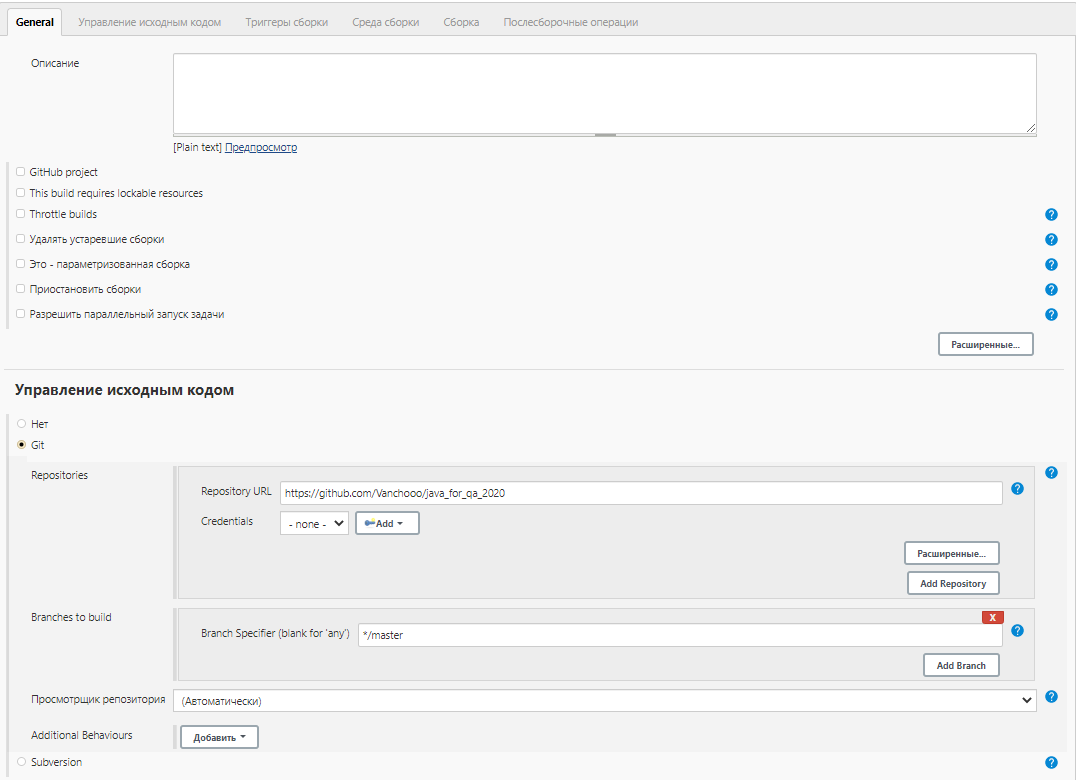 General Управление исходным кодом Триггеры сборки Среда сборки Сборка Послесборочные операции
Описание
[Plain text] Предпросмотр
GitHub project
This build requires lockable resources
Throttle builds ?
Удалять устаревшие сборки ?
Это - параметризованная сборка ?
Приостановить сборки ?
Разрешить параллельный запуск задачи ?
Расширенные...
Управление исходным кодом
Нет
Git
Repositories ?
Repository URL https://github.com/Vanchooo/java_for_qa_2020 ?
Credentials - none - Add
Расширенные...
Add Repository
Branches to build X
Branch Specifier (blank for 'any') */master ?
Add Branch
Просмотрщик репозитория (Автоматически) ?
Additional Behaviours Добавить
Subversion ?